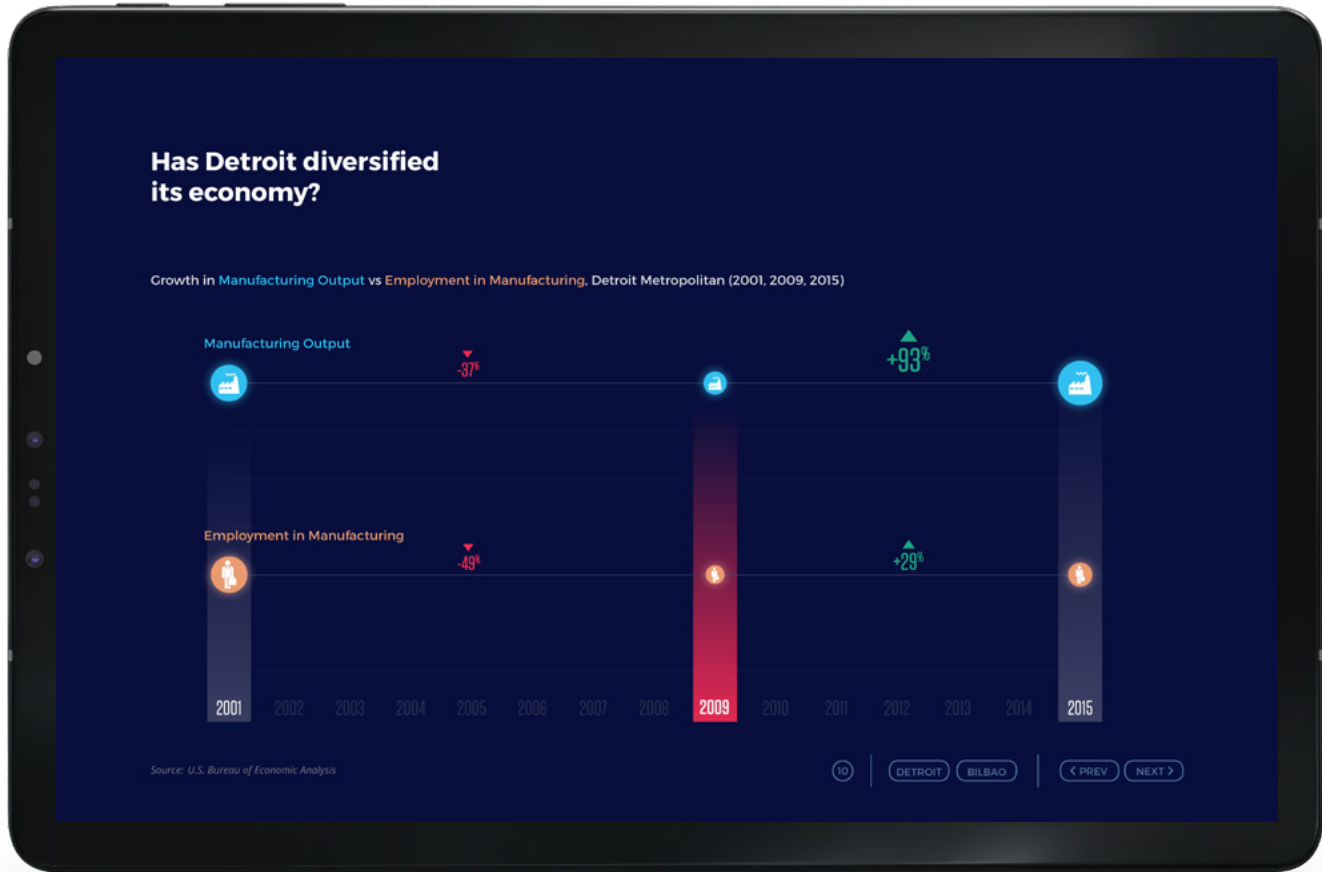 Has Detroit diversified
its economy?
Growth in Manufacturing Output vs Employment in Manufacturing, Detroit Metropolitan (2001, 2009, 2015)
Manufacturing Output
-37%
+93%
Employment in Manufacturing
-49%
+29%
2001 2002 2003 2004 2005 2006 2007 2008 2009 2010 2011 2012 2013 2014 2015
Source: U.S. Bureau of Economic Analysis
10 DETROIT BILBAO < PREV NEXT >